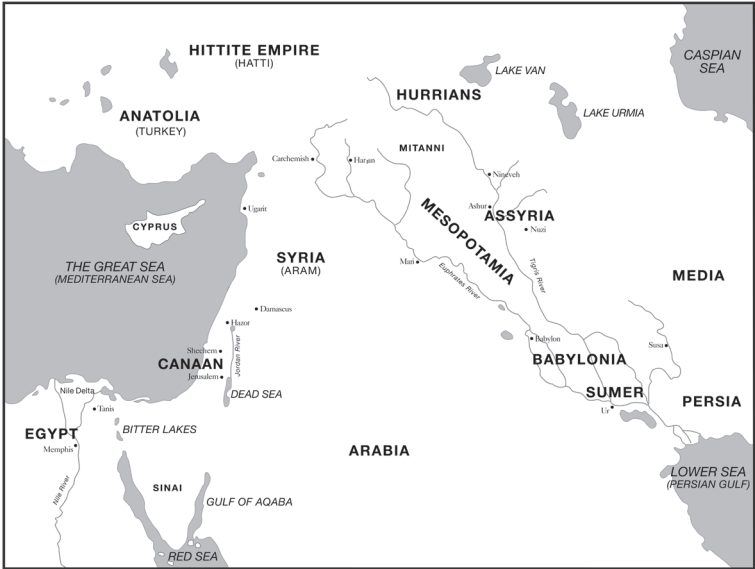 HITTITE EMPIRE
(HATTI)
CASPIAN
SEA
LAKE VAN
HURRIANS
LAKE URMIA
ANATOLIA
(TURKEY)
MITANNI
Carchemish
Haran
Nineveh
Ashur
ASSYRIA
Ugarit
Nuzi
MESOPOTAMIA
CYPRUS
SYRIA
(ARAM)
THE GREAT SEA
(MEDITERRANEAN SEA)
Mari
Euphrates River
Tigris River
MEDIA
Damascus
Hazor
Jordan River
Shechem
CANAAN
Jerusalem
DEAD SEA
Babylon
BABYLONIA
Susa
SUMER
Ur
PERSIA
Nile Delta
Tanis
BITTER LAKES
EGYPT
Memphis
ARABIA
Nile River
SINAI
GULF OF AQABA
RED SEA
LOWER SEA
(PERSIAN GULF)